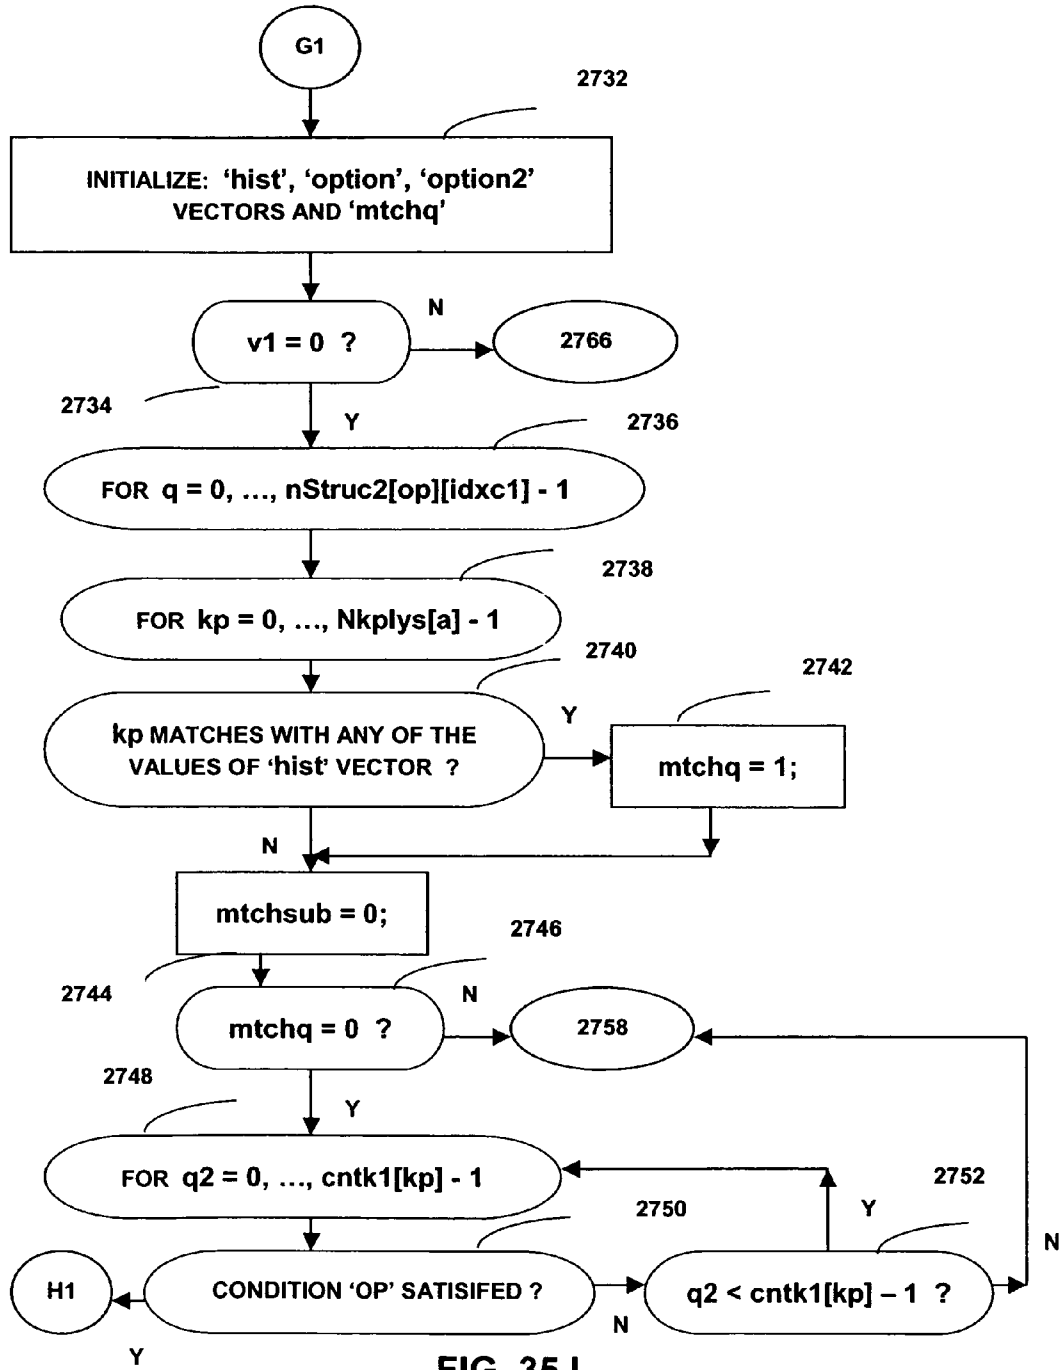 G1
2732
INITIALIZE: ‘hist’, ‘option’, ‘option2’
VECTORS AND ‘mtchq’
N
v1 = 0 ?
2766
2734
Y
2736
FOR q = 0, ..., nStruc2[op][idxc1] - 1
2738
FOR kp = 0, ..., Nkplys[a] - 1
2740
2742
Y
kp MATCHES WITH ANY OF THE
VALUES OF ‘hist’ VECTOR ?
mtchq = 1;
N
mtchsub = 0;
2746
2744
N
mtchq = 0 ?
2758
2748
Y
FOR q2 = 0, ..., cntk1[kp] - 1
2752
2750
Y
N
H1
CONDITION ‘OP’ SATISIFED ?
q2 < cntk1[kp] – 1 ?
N
Y